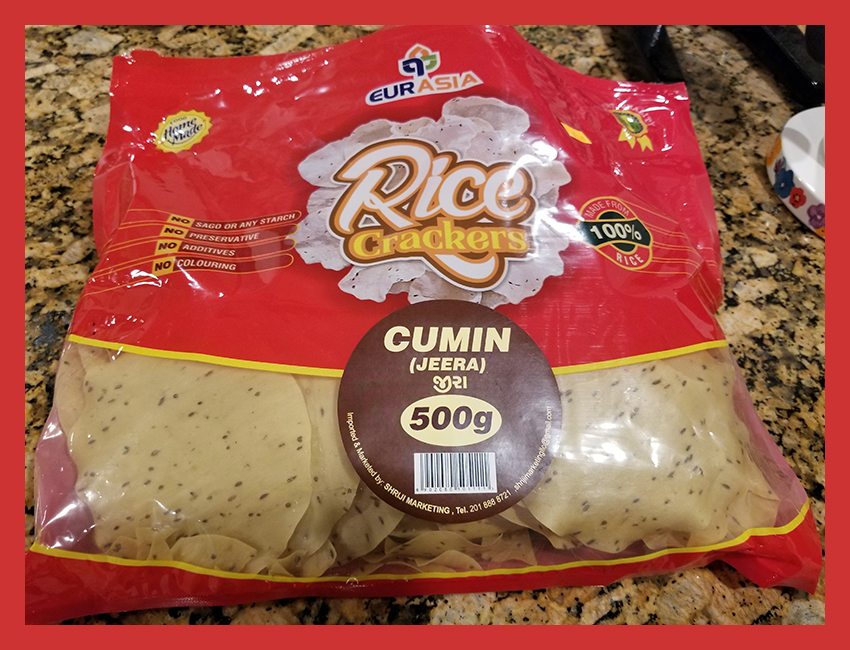 EURASIA
Home
Made
Rice
Crackers
NO SAGO OR ANY STARCH
NO PRESERVATIVE
NO ADDITIVES
NO COLOURING
MADE FROM
100%
RICE
CUMIN
(JEERA)
જીરા
500g
Imported & Marketed by: SHRIJI MARKETING , Tel. 201 888 8721